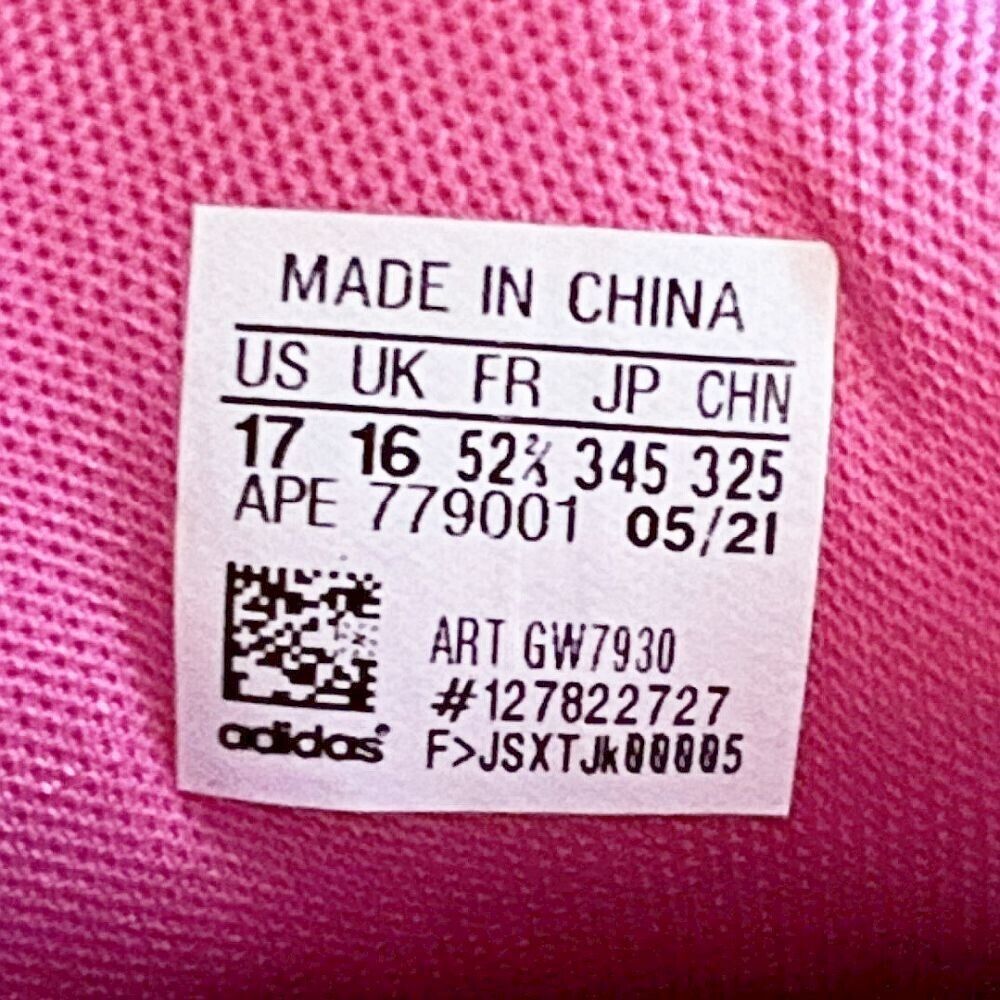 MADE IN CHINA
US UK FR JP CHN
17 16 52⅔ 345 325
APE 779001 05/21
ART GW7930
#127822727
adidas®
F>JSXTJk00005